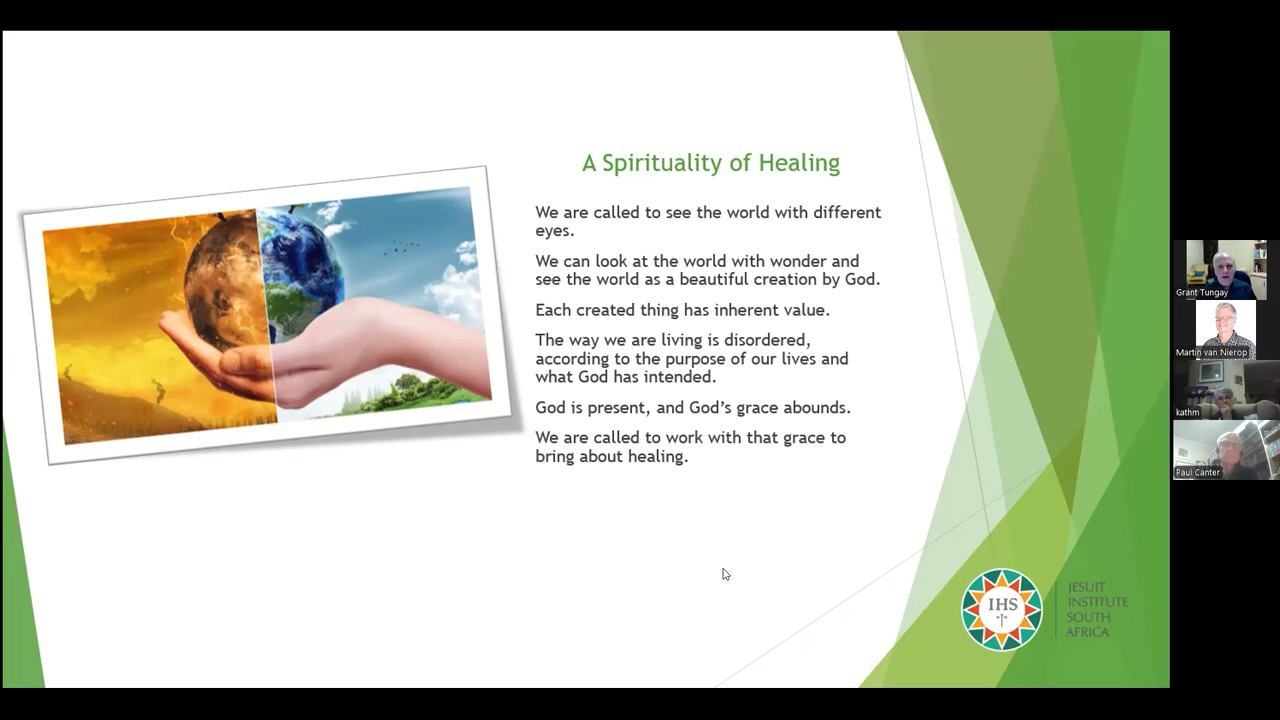 A Spirituality of Healing
We are called to see the world with different
eyes.
We can look at the world with wonder and
see the world as a beautiful creation by God.
Each created thing has inherent value.
The way we are living is disordered,
according to the purpose of our lives and
what God has intended.
God is present, and God’s grace abounds.
We are called to work with that grace to
bring about healing.
IHS
JESUIT
INSTITUTE
SOUTH
AFRICA
Grant Tungay
Martin van Nierop
kathm
Paul Canter